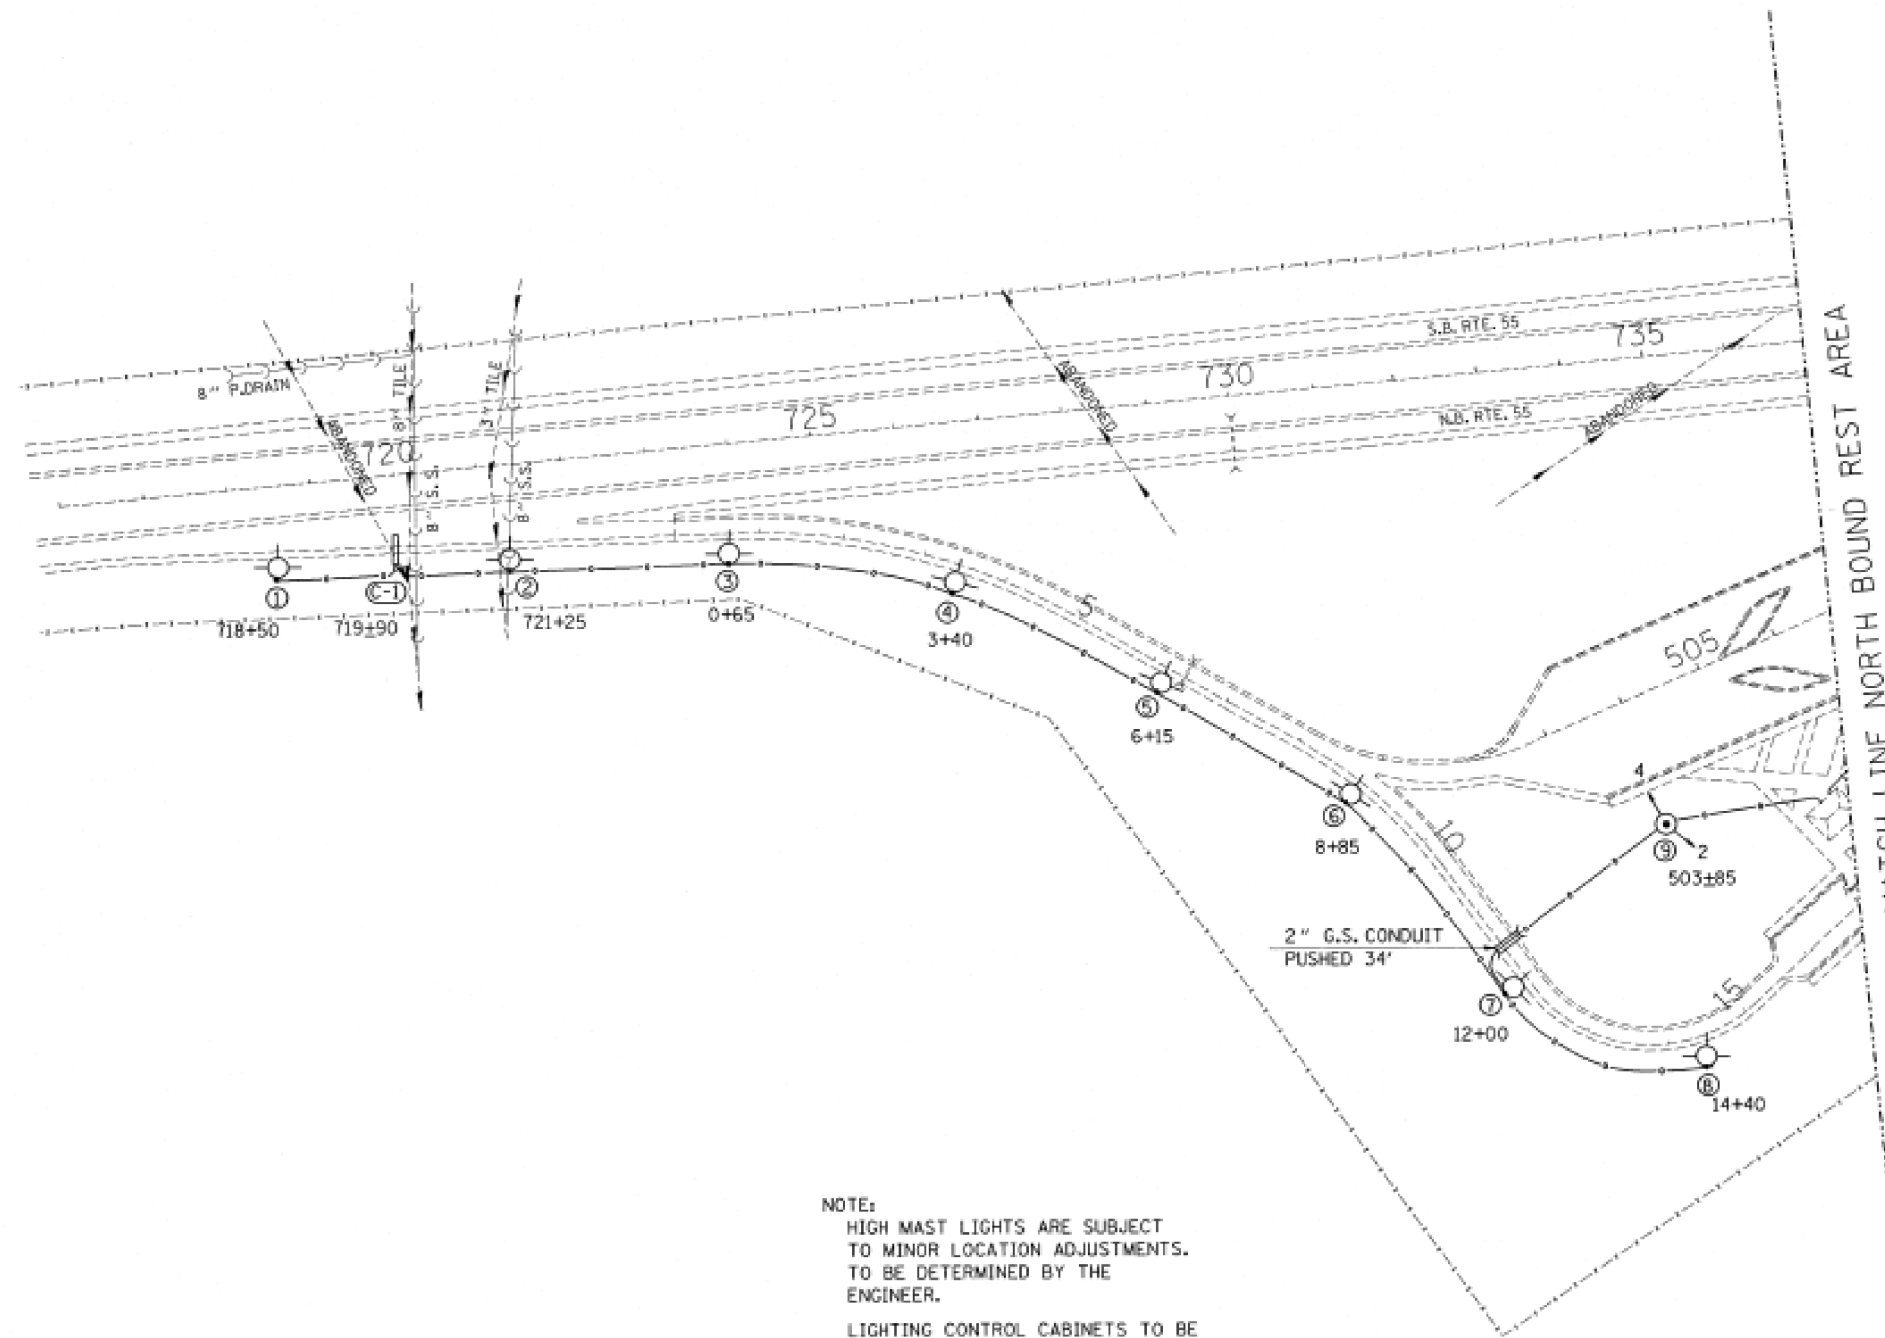 S.B. RTE. 55
735
730
725
720
N.B. RTE. 55
8" P.DRAIN
ABANDONED
8" TILE
8" S.S.
3Y TILE
8" S.S.
ABANDONED
ABANDONED
NORTH BOUND REST AREA
1
718+50
C-1
719±90
2
721+25
3
0+65
4
3+40
5
5
6+15
6
8+85
10
505
4
9
2
503±85
2" G.S. CONDUIT
PUSHED 34'
7
12+00
15
8
14+40
NOTE:
HIGH MAST LIGHTS ARE SUBJECT
TO MINOR LOCATION ADJUSTMENTS.
TO BE DETERMINED BY THE
ENGINEER.
LIGHTING CONTROL CABINETS TO BE